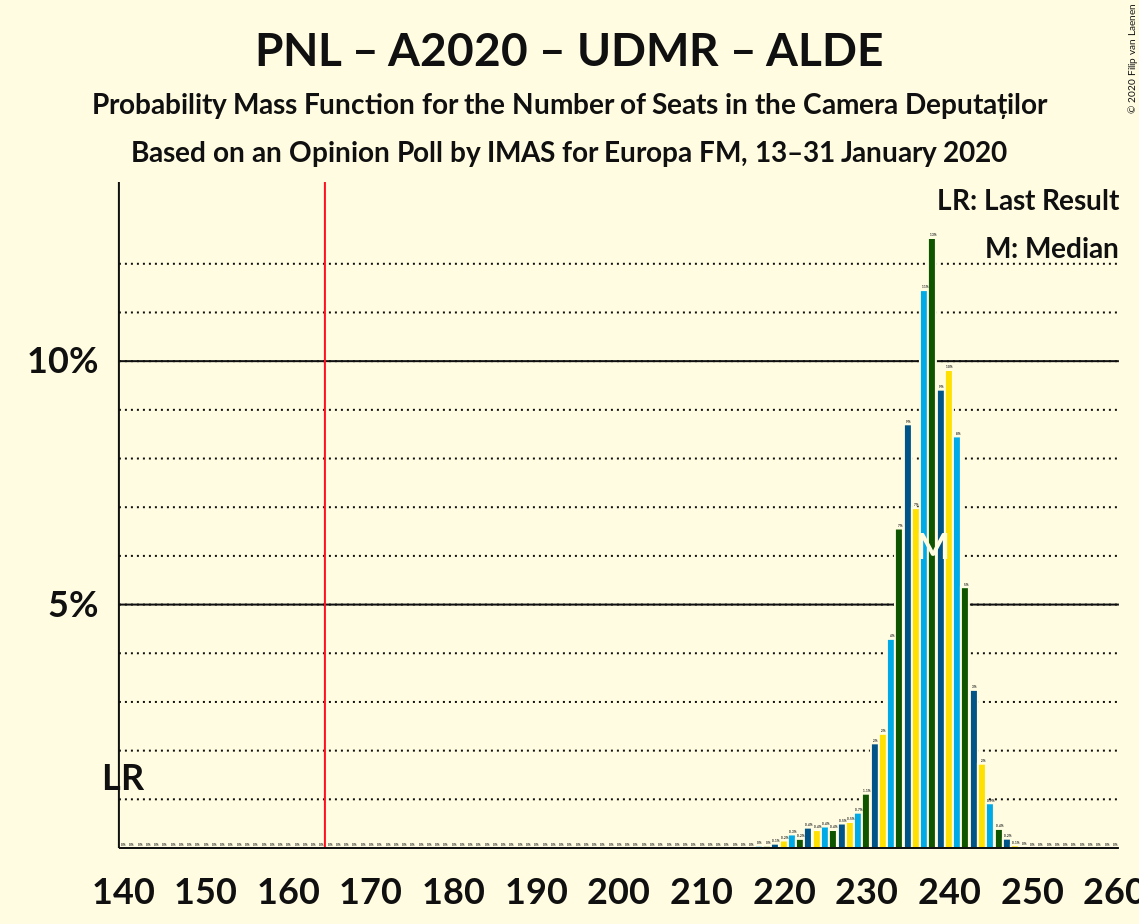 PNL – A2020 – UDMR – ALDE
Probability Mass Function for the Number of Seats in the Camera Deputaților
Based on an Opinion Poll by IMAS for Europa FM, 13–31 January 2020
© 2020 Filip van Laenen
LR: Last Result
M: Median
10%
5%
LR
M
140 150 160 170 180 190 200 210 220 230 240 250 260